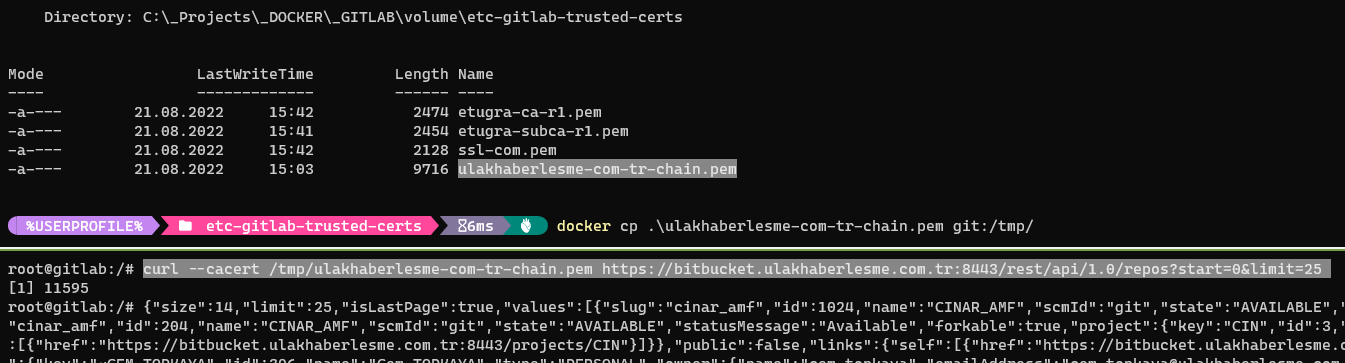 Directory: C:\_Projects\_DOCKER\_GITLAB\volume\etc-gitlab-trusted-certs
Mode LastWriteTime Length Name
---- ------------- ------ ----
-a---- 21.08.2022 15:42 2474 etugra-ca-r1.pem
-a---- 21.08.2022 15:41 2454 etugra-subca-r1.pem
-a---- 21.08.2022 15:42 2128 ssl-com.pem
-a---- 21.08.2022 15:03 9716 ulakhaberlesme-com-tr-chain.pem
%USERPROFILE% etc-gitlab-trusted-certs 6ms docker cp .\ulakhaberlesme-com-tr-chain.pem git:/tmp/
root@gitlab:/# curl --cacert /tmp/ulakhaberlesme-com-tr-chain.pem https://bitbucket.ulakhaberlesme.com.tr:8443/rest/api/1.0/repos?start=0&limit=25
[1] 11595
root@gitlab:/# {"size":14,"limit":25,"isLastPage":true,"values":[{"slug":"cinar_amf","id":1024,"name":"CINAR_AMF","scmId":"git","state":"AVAILABLE","
"cinar_amf","id":204,"name":"CINAR_AMF","scmId":"git","state":"AVAILABLE","statusMessage":"Available","forkable":true,"project":{"key":"CIN","id":3,"
:[{"href":"https://bitbucket.ulakhaberlesme.com.tr:8443/projects/CIN"}]}},"public":false,"links":{"self":[{"href":"https://bitbucket.ulakhaberlesme.c